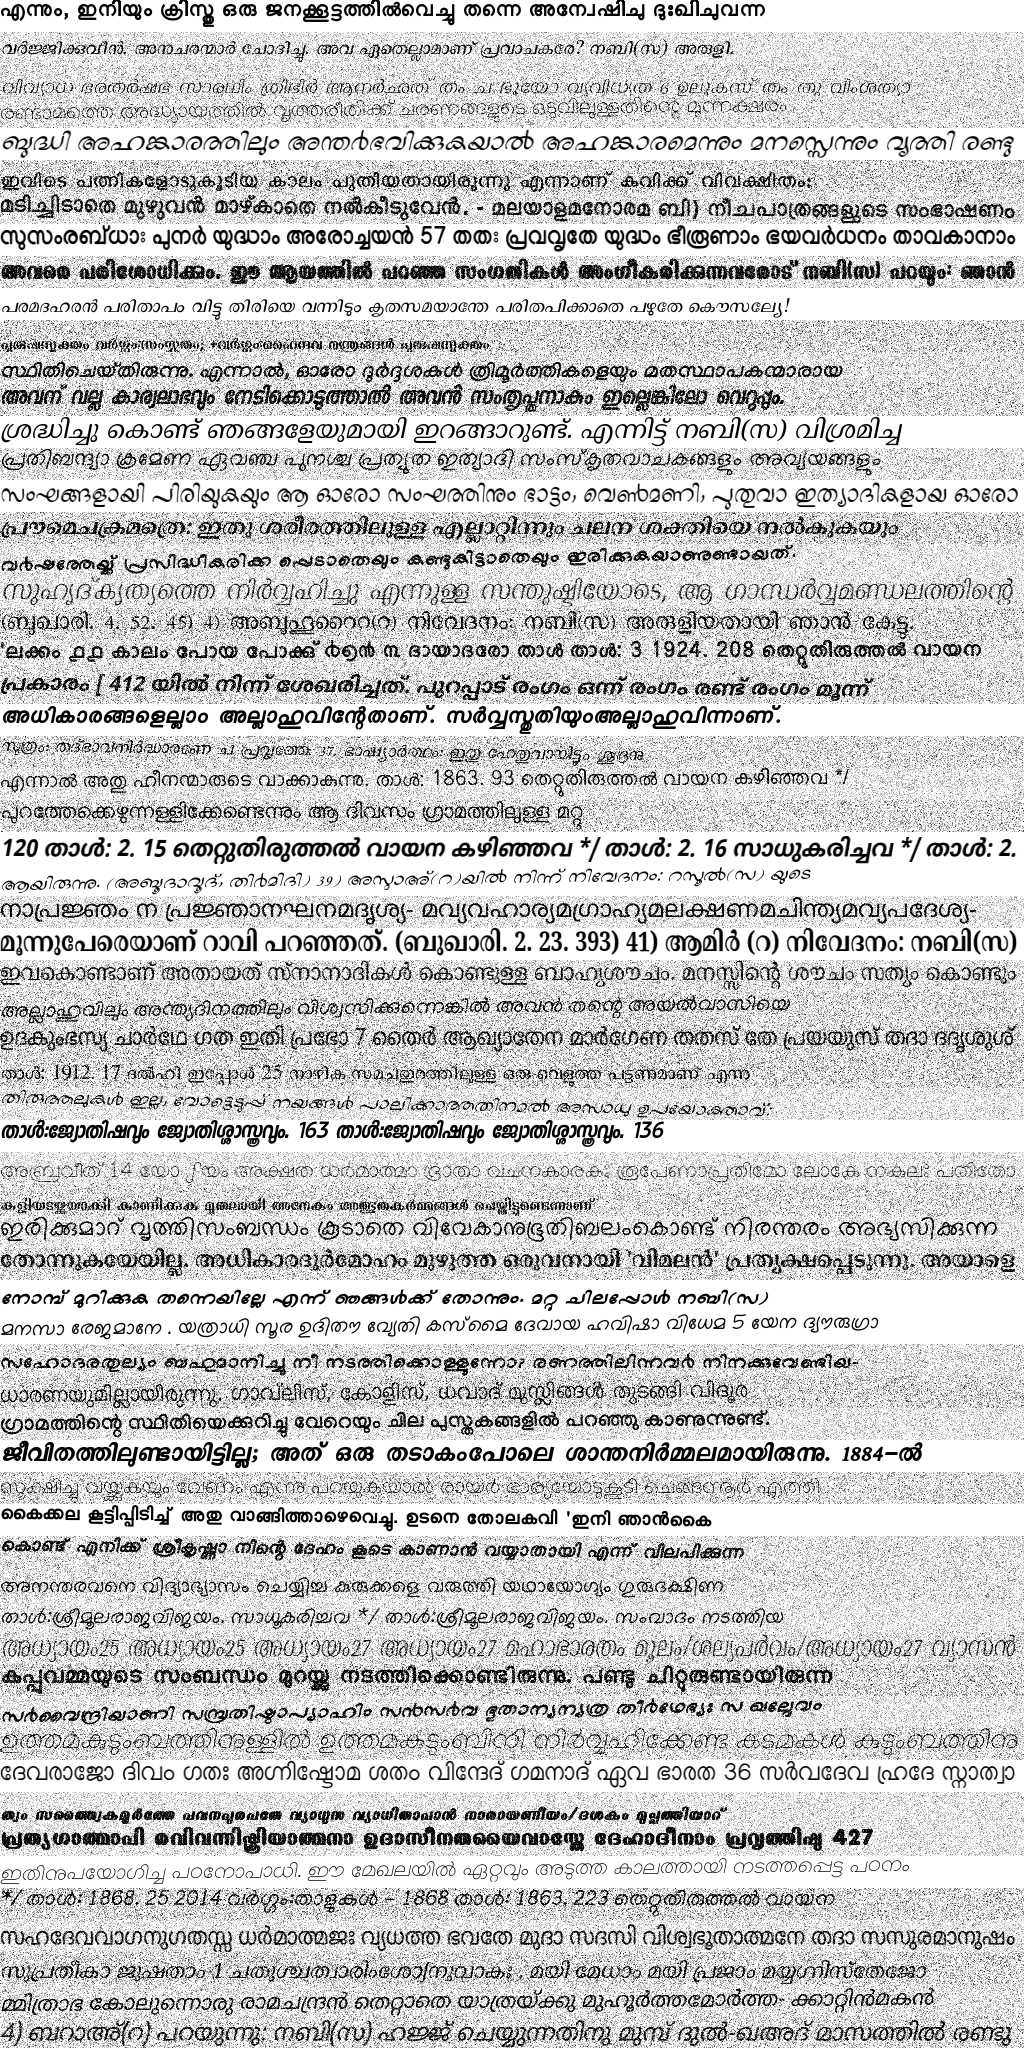 എന്നും, ഇനിയും ക്രിസ്തു ഒരു ജനക്കൂട്ടത്തിൽവെച്ചു തന്നെ അന്വേഷിചു ദുഃഖിചുവന്ന
വർജ്ജിക്കുവീൻ. അനുചരന്മാർ ചോദിച്ചു. അവ ഏതെല്ലാമാണ് പ്രവാചകരേ? നബി(സ) അരുളി.
വിവ്യാധ ഭരതർഷഭ സാരഥിം ത്രിഭിർ ആനർഛത് തം ച ഭൂയോ വ്യവിധ്യത 6 ഉലൂകസ് തം തു വിംശത്യാ
രണ്ടാമത്തെ അദ്ധ്യായത്തിൽ വൃത്തരീതിക്ക് ചരണങ്ങളുടെ ഒടുവിലുള്ളതിന്റെ മൂന്നക്ഷരം
ബുദ്ധി അഹങ്കാരത്തിലും അന്തർഭവിക്കുകയാൽ അഹങ്കാരമെന്നും മനസ്സെന്നും വൃത്തി രണ്ടു
ഇവിടെ പത്നികളോടുകൂടിയ കാലം പുതിയതായിരുന്നു എന്നാണ് കവിക്ക് വിവക്ഷിതം:
മടിച്ചിടാതെ മുഴുവൻ മാഴ്കാതെ നൽകീടുവേൻ. - മലയാളമനോരമ ബി) നീചപാത്രങ്ങളുടെ സംഭാഷണം
സുസംരബ്ധാഃ പുനർ യുദ്ധാം അരോച്ചയൻ 57 തതഃ പ്രവവൃതേ യുദ്ധം ഭീരൂണാം ഭയവർധനം താവകാനാം
അവരെ പരിശോധിക്കും. ഈ ആയത്തിൽ പറഞ്ഞ സംഗതികൾ അംഗീകരിക്കുന്നവരോട് നബി(സ) പറയും: ഞാൻ
പരമദഹരൻ പരിതാപം വിട്ടു തിരിയെ വന്നിടും കൃതസമയാന്തേ പരിതപിക്കാതെ പഴുതേ കൌസല്യേ!
പുരുഷസൂക്തം വർഗ്ഗം:സംസ്കൃതം; +വർഗ്ഗം:ഹൈന്ദവ മന്ത്രങ്ങൾ പുരുഷസൂക്തം
സ്ഥിതിചെയ്തിരുന്നു. എന്നാൽ, ഓരോ ദുർദ്ദശകൾ ത്രിമൂർത്തികളെയും മതസ്ഥാപകന്മാരായ
അവന് വല്ല കാര്യലാഭവും നേടിക്കൊടുത്താൽ അവൻ സംതൃപ്തനാകും ഇല്ലെങ്കിലോ വെറുപ്പും.
ശ്രദ്ധിച്ചു കൊണ്ട് ഞങ്ങളേയുമായി ഇറങ്ങാറുണ്ട്. എന്നിട്ട് നബി(സ) വിശ്രമിച്ച
പ്രതിബന്ദ്യാ ക്രമേണ ഏവഞ്ച പുനശ്ച പ്രത്യുത ഇത്യാദി സംസ്കൃതവാചകങ്ങളും അവ്യയങ്ങളും
സംഘങ്ങളായി പിരിയുകയും ആ ഓരോ സംഘത്തിനും ഭാട്ടം, വെൺമണി, പുതുവാ ഇത്യാദികളായ ഓരോ
പ്രൗമെചക്രമത്രെ: ഇതു ശരീരത്തിലുള്ള എല്ലാറ്റിന്നും ചലന ശക്തിയെ നൽകുകയും
വർഷത്തേയ്ക്ക് പ്രസിദ്ധീകരിക്ക പ്പെടാതെയും കണ്ടുകിട്ടാതെയും ഇരിക്കുകയാണുണ്ടായത്.
സുഹൃദ്കൃത്യത്തെ നിർവ്വഹിച്ചു എന്നുള്ള സന്തുഷ്ടിയോടെ, ആ ഗാന്ധർവ്വമണ്ഡലത്തിന്റെ
(ബുഖാരി. 4. 52. 45) 4) അബൂഹുറൈറ(റ) നിവേദനം: നബി(സ) അരുളിയതായി ഞാൻ കേട്ടു.
'ലക്കം ൧൧ കാലം പോയ പോക്കു് ൪൭൯ ൩ ദായാദരോ താൾ താൾ: 3 1924. 208 തെറ്റുതിരുത്തൽ വായന
പ്രകാരം [ 412 യിൽ നിന്ന് ശേഖരിച്ചത്. പുറപ്പാട് രംഗം ഒന്ന് രംഗം രണ്ട് രംഗം മൂന്ന്
അധികാരങ്ങളെല്ലാം അല്ലാഹുവിന്റേതാണ്. സർവ്വസ്തുതിയുംഅല്ലാഹുവിന്നാണ്.
സൂത്രം: തദ്ഭാവനിർദ്ധാരണേ ച പ്രവൃത്തേഃ 37. ഭാഷ്യാർത്ഥം: ഇതു ഹേതുവായിട്ടും ശൂദ്രനു
എന്നാൽ അതു ഹീനന്മാരുടെ വാക്കാകുന്നു. താൾ: 1863. 93 തെറ്റുതിരുത്തൽ വായന കഴിഞ്ഞവ */
പുറത്തേക്കെഴുന്നള്ളിക്കേണ്ടെന്നും ആ ദിവസം ഗ്രാമത്തിലുള്ള മറ്റു
120 താൾ: 2. 15 തെറ്റുതിരുത്തൽ വായന കഴിഞ്ഞവ */ താൾ: 2. 16 സാധുകരിച്ചവ */ താൾ: 2.
ആയിരുന്നു. (അബൂദാവൂദ്, തിർമിദി) 39) അസ്മാഅ്(റ)യിൽ നിന്ന് നിവേദനം: റസൂൽ(സ) യുടെ
നാപ്രജ്ഞം ന പ്രജ്ഞാനഘനമദൃശ്യ- മവ്യവഹാര്യമഗ്രാഹ്യമലക്ഷണമചിന്ത്യമവ്യപദേശ്യ-
മൂന്നുപേരെയാണ് റാവി പറഞ്ഞത്. (ബുഖാരി. 2. 23. 393) 41) ആമിർ (റ) നിവേദനം: നബി(സ)
ഇവകൊണ്ടാണ് അതായത് സ്നാനാദികൾ കൊണ്ടുള്ള ബാഹ്യശൗചം. മനസ്സിന്റെ ശൗചം സത്യം കൊണ്ടും
അല്ലാഹുവിലും അന്ത്യദിനത്തിലും വിശ്വസിക്കുന്നെങ്കിൽ അവൻ തന്റെ അയൽവാസിയെ
ഉദകുംഭസ്യ ചാർഥേ ഗത ഇതി പ്രഭോ 7 തൈർ ആഖ്യാതേന മാർഗേണ തതസ് തേ പ്രയയുസ് തദാ ദദൃശുശ്
താൾ: 1912. 17 ദൽഹി ഇപ്പോൾ 25 നാഴിക സമചതുരത്തിലുള്ള ഒരു വെളുത്ത പട്ടണമാണ് എന്നു
തിരുത്തലുകൾ ഇല്ല, വോട്ടെടുപ്പ് നയങ്ങൾ പാലിക്കാത്തതിനാൽ അസാധു ഉപയോക്താവ്:
താൾ:ജ്യോതിഷവും ജ്യോതിശ്ശാസ്ത്രവും. 163 താൾ:ജ്യോതിഷവും ജ്യോതിശ്ശാസ്ത്രവും. 136
അബ്രവീത് 14 യോ ഽയം അക്ഷത ധർമാത്മാ ഭ്രാതാ വചനകാരകഃ രൂപേണാപ്രതിമോ ലോകേ നകുലഃ പതിതോ
കളിയടയ്ക്കയാക്കി കാണിക്കുക മുതലായി അനേകം അത്ഭുതകർമ്മങ്ങൾ ചെയ്തിട്ടുണ്ടെന്നാണ്
ഇരിക്കുമാറ് വൃത്തിസംബന്ധം കൂടാതെ വിവേകാനുഭൂതിബലംകൊണ്ട് നിരന്തരം അഭ്യസിക്കുന്ന
തോന്നുകയേയില്ല. അധികാരദുർമോഹം മുഴുത്ത ഒരുവനായി 'വിമലൻ' പ്രത്യക്ഷപ്പെടുന്നു. അയാളെ
നോമ്പ് മുറിക്കുക തന്നെയില്ലേ എന്ന് ഞങ്ങൾക്ക് തോന്നും. മറ്റു ചിലപ്പോൾ നബി(സ)
മനസാ രേജമാനേ . യത്രാധി സൂര ഉദിതൗ വ്യേതി കസ്മൈ ദേവായ ഹവിഷാ വിധേമ 5 യേന ദ്യൗരുഗ്രാ
സഹോദരതുല്യം ബഹുമാനിച്ചു നീ നടത്തിക്കൊള്ളുന്നോ? രണത്തിലിന്നവർ നിനക്കുവേണ്ടിയ-
ധാരണയുമില്ലായിരുന്നു. ഗാവ്‌ലിസ്, കോളിസ്, ധവാദ് മുസ്ലിങ്ങൾ തുടങ്ങി വിദൂര
ഗ്രാമത്തിന്റെ സ്ഥിതിയെക്കുറിച്ചു വേറെയും ചില പുസ്തകങ്ങളിൽ പറഞ്ഞു കാണുന്നുണ്ട്.
ജീവിതത്തിലുണ്ടായിട്ടില്ല; അത് ഒരു തടാകംപോലെ ശാന്തനിർമ്മലമായിരുന്നു. 1884–ൽ
സൂക്ഷിച്ചു വയ്ക്കുകയും വേണം എന്നു പറയുകയാൽ രായർ ഭാര്യയോടുകൂടി ചെങ്ങന്നൂർ എത്തി
കൈക്കല കൂട്ടിപ്പിടിച്ച് അതു വാങ്ങിത്താഴെവെച്ചു. ഉടനെ തോലകവി 'ഇനി ഞാൻകൈ
കൊണ്ട് എനിക്ക് ശ്രീകൃഷ്ണാ നിന്റെ ദേഹം കൂടെ കാണാൻ വയ്യാതായി എന്ന് വിലപിക്കുന്ന
അനന്തരവനെ വിദ്യാഭ്യാസം ചെയ്യിച്ച കുരുക്കളെ വരുത്തി യഥായോഗ്യം ഗുരുദക്ഷിണ
താൾ:ശ്രീമൂലരാജവിജയം. സാധൂകരിച്ചവ */ താൾ:ശ്രീമൂലരാജവിജയം. സംവാദം നടത്തിയ
അധ്യായം25 അധ്യായം25 അധ്യായം27 അധ്യായം27 മഹാഭാരതം മൂലം/ശല്യപർവം/അധ്യായം27 വ്യാസൻ
കുപ്പവമ്മയുടെ സംബന്ധം മുറയ്ക്കു നടത്തിക്കൊണ്ടിരുന്നു. പണ്ടു ചിറ്റുരുണ്ടായിരുന്ന
സർവൈന്ദ്രിയാണി സമ്പ്രതിഷ്ഠാപ്യാഹിം സൻസർവ ഭൂതാന്യന്യത്ര തീർഥേഭ്യഃ സ ഖല്വേവം
ഉത്തമകുടുംബത്തിനുള്ളിൽ ഉത്തമകുടുംബിനി നിർവ്വഹിക്കേണ്ട കടമകൾ കുടുംബത്തിനു
ദേവരാജോ ദിവം ഗതഃ അഗ്നിഷ്ടോമ ശതം വിന്ദേദ് ഗമനാദ് ഏവ ഭാരത 36 സർവദേവ ഹ്രദേ സ്നാത്വാ
ത്വം സത്ത്വൈകമൂർത്തേ പവനപുരപതേ വ്യാധുനു വ്യാധിതാപാൻ നാരായണീയം/ദശകം മുപ്പത്തിയാറ്
പ്രത്യഗാത്മാപി രവിവന്നിഷ്ക്രിയാത്മനാ ഉദാസീനതയൈവാസ്തേ ദേഹാദീനാം പ്രവൃത്തിഷു 427
ഇതിനുപയോഗിച്ച പഠനോപാധി. ഈ മേഖലയിൽ ഏറ്റവും അടുത്ത കാലത്തായി നടത്തപ്പെട്ട പഠനം
*/ താൾ: 1868. 25 2014 വർഗ്ഗം:താളുകൾ – 1868 താൾ: 1863. 223 തെറ്റുതിരുത്തൽ വായന
സഹദേവവാഗനുഗതസ്സ ധർമാത്മജഃ വ്യധത്ത ഭവതേ മുദാ സദസി വിശ്വഭൂതാത്മനേ തദാ സസുരമാനുഷം
സുപ്രതീകാ ജുഷതാം 1 ചതുശ്ചത്വാരിംശോഽനുവാകഃ , മയി മേധാം മയി പ്രജാം മയ്യഗ്നിസ്തേജോ
മ്മിത്രാഭ കോലുന്നൊരു രാമചന്ദ്രൻ തെറ്റാതെ യാത്രയ്ക്കു മുഹൂർത്തമോർത്ത- ക്കാറ്റിൻമകൻ
4) ബറാഅ്(റ) പറയുന്നു: നബി(സ) ഹജ്ജ് ചെയ്യുന്നതിനു മുമ്പ് ദുൽ-ഖഅദ് മാസത്തിൽ രണ്ടു